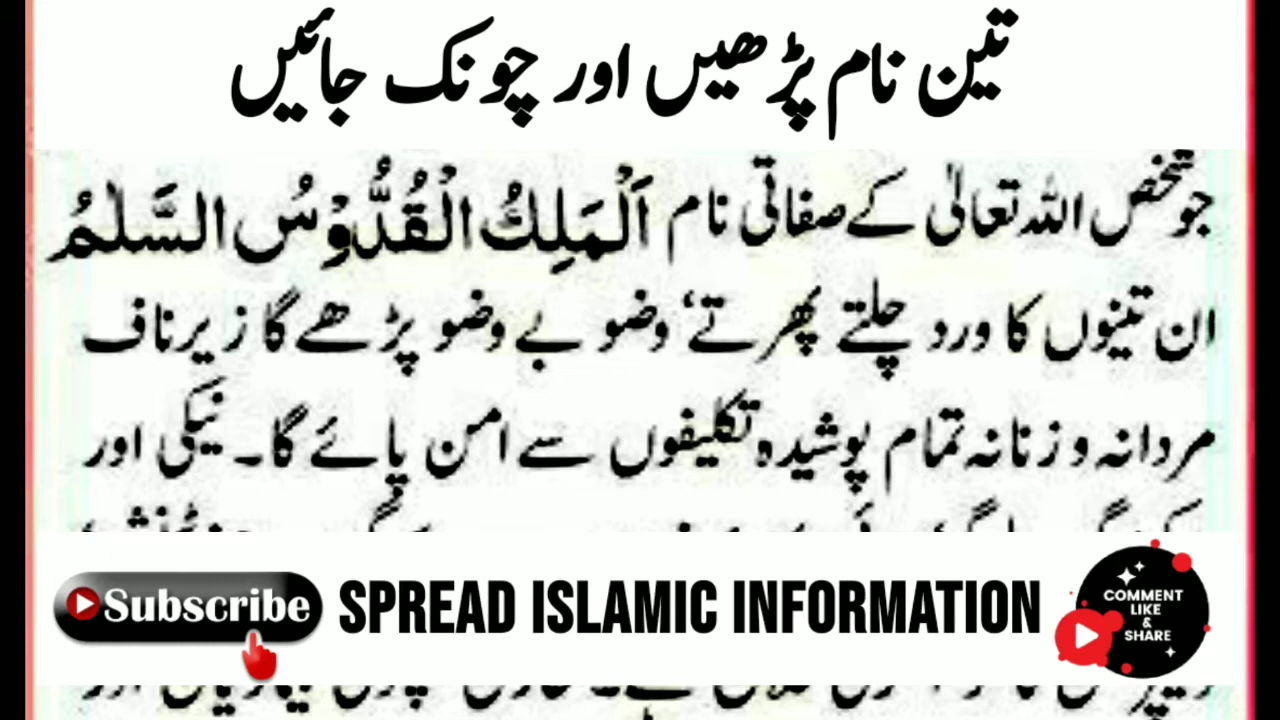 تین نام پڑھیں اور چونک جائیں
جو شخص اللہ تعالیٰ کے صفاتی نام اَلْمَلِكُ الْقُدُّوْسُ السَّلٰمُ
ان تینوں کا ورد چلتے پھرتے‘ وضو بے وضو پڑھے گا زیر ناف
مردانہ و زنانہ تمام پوشیدہ تکلیفوں سے امن پائے گا۔ نیکی اور
Subscribe
SPREAD ISLAMIC INFORMATION
COMMENT
LIKE
&
SHARE